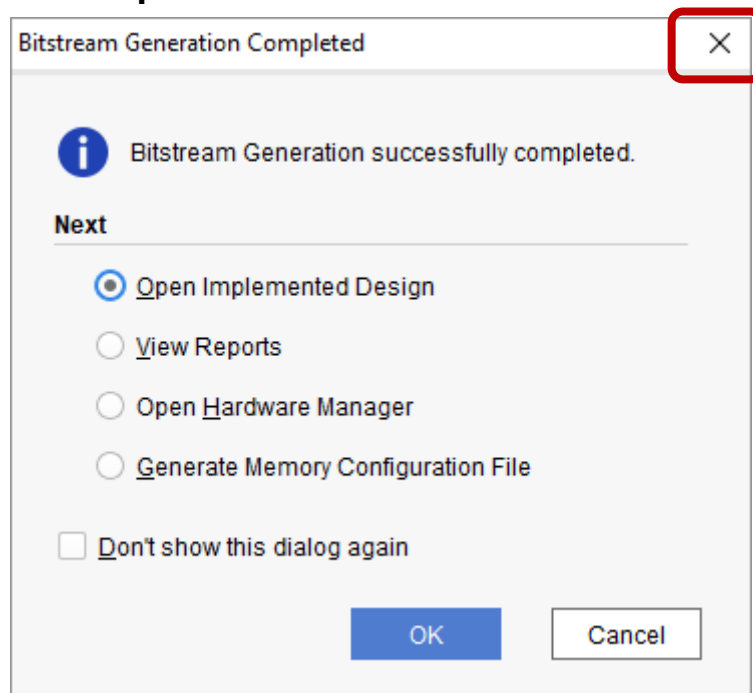 Bitstream Generation Completed
Bitstream Generation successfully completed.
Next
Open Implemented Design
View Reports
Open Hardware Manager
Generate Memory Configuration File
Don't show this dialog again
OK Cancel